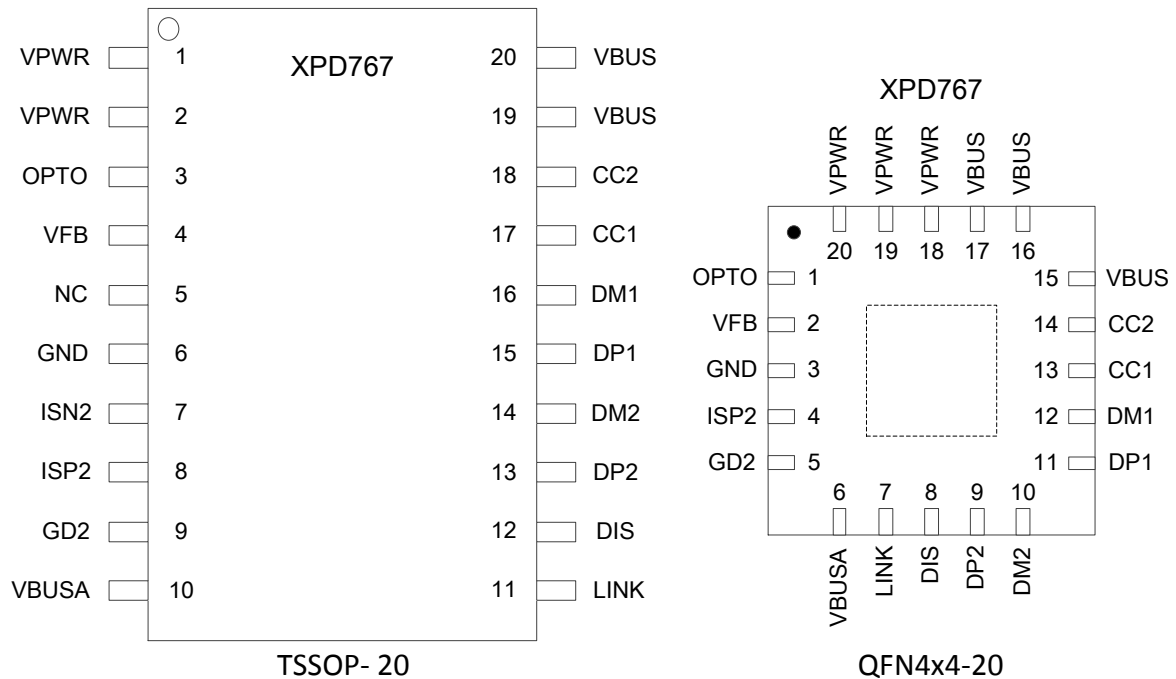 XPD767
VPWR 1 20 VBUS
VPWR 2 19 VBUS
OPTO 3 18 CC2
VFB 4 17 CC1
NC 5 16 DM1
GND 6 15 DP1
ISN2 7 14 DM2
ISP2 8 13 DP2
GD2 9 12 DIS
VBUSA 10 11 LINK
TSSOP- 20
XPD767
VPWR VPWR VPWR VBUS VBUS
20 19 18 17 16
OPTO 1 15 VBUS
VFB 2 14 CC2
GND 3 13 CC1
ISP2 4 12 DM1
GD2 5 11 DP1
6 7 8 9 10
VBUSA LINK DIS DP2 DM2
QFN4x4-20